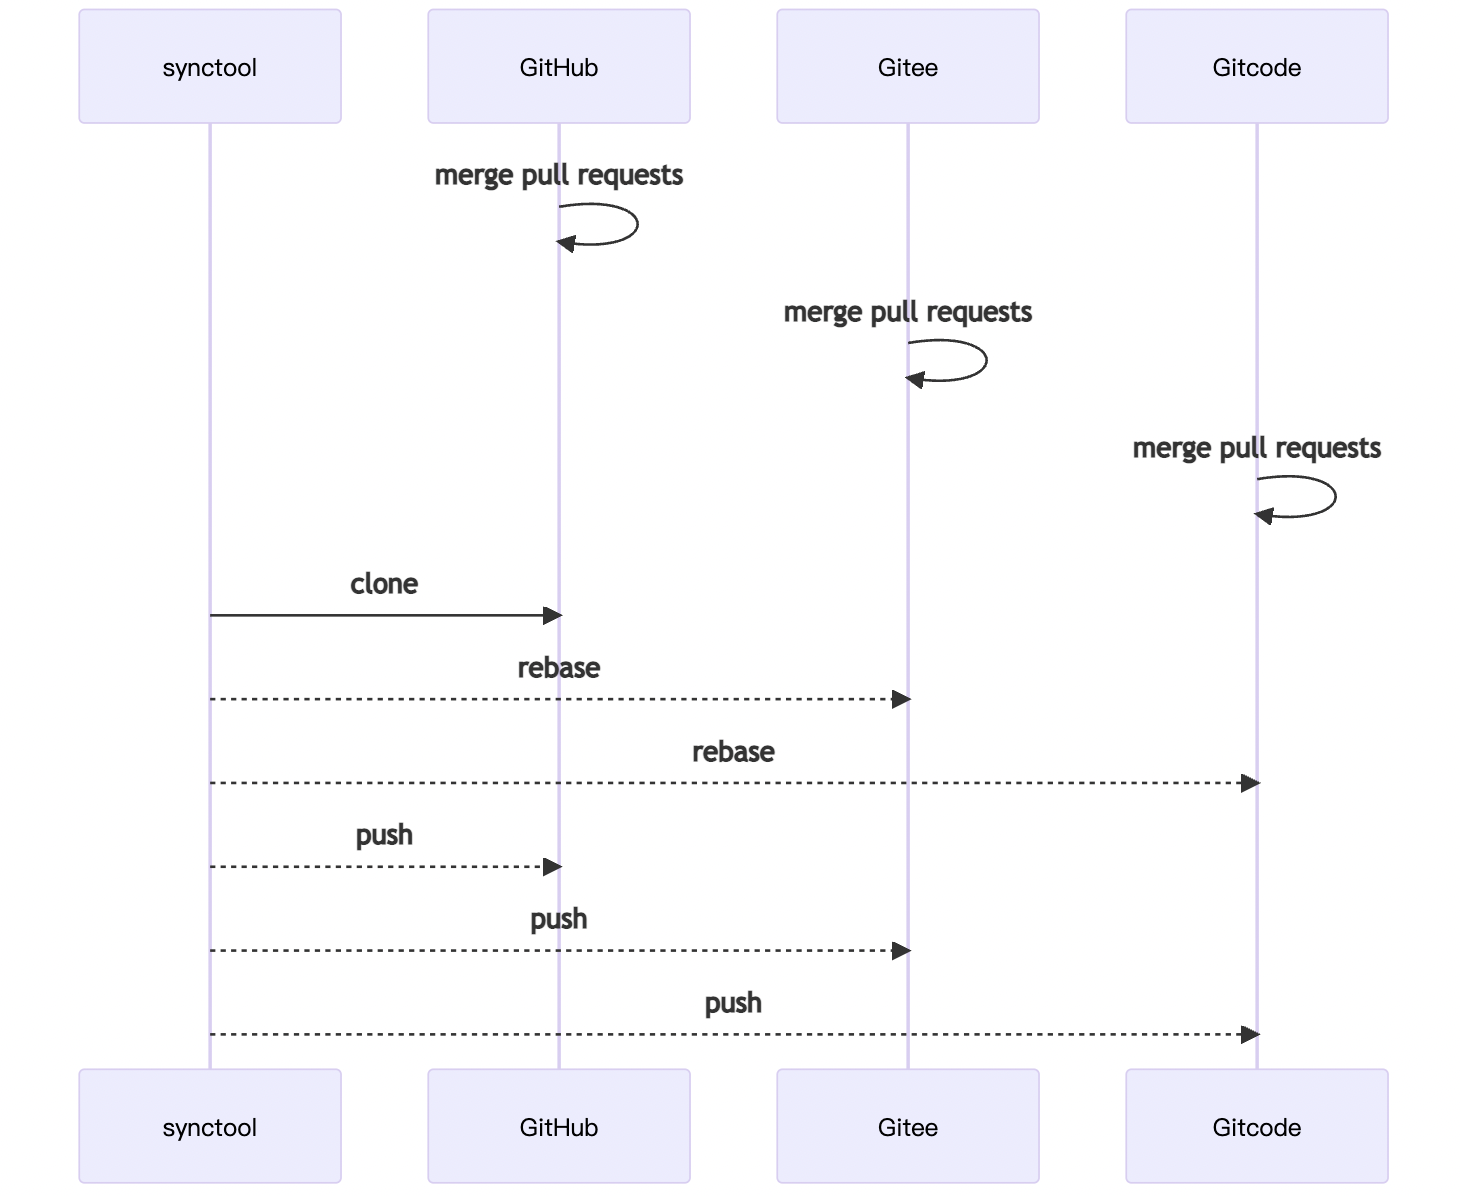 synctool
GitHub
Gitee
Gitcode
merge pull requests
merge pull requests
merge pull requests
clone
rebase
rebase
push
push
push
synctool
GitHub
Gitee
Gitcode